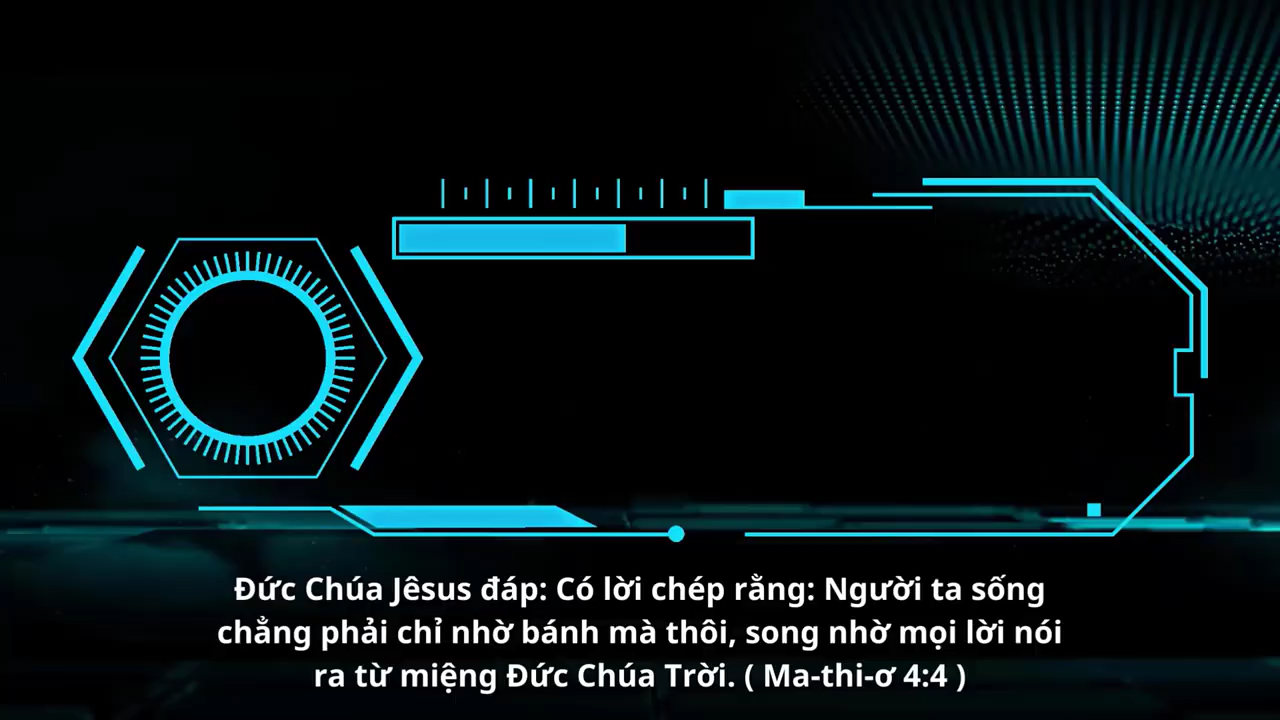 Đức Chúa Jêsus đáp: Có lời chép rằng: Người ta sống
chẳng phải chỉ nhờ bánh mà thôi, song nhờ mọi lời nói
ra từ miệng Đức Chúa Trời. ( Ma-thi-ơ 4:4 )